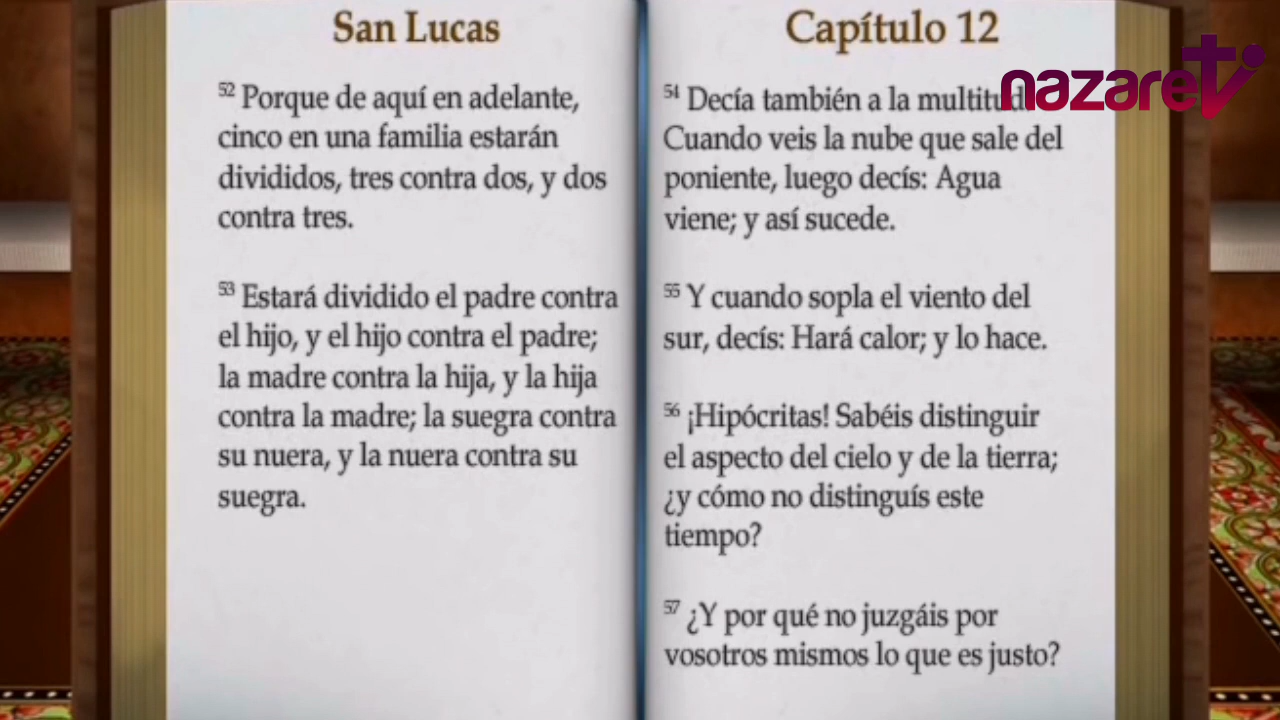 San Lucas
52 Porque de aquí en adelante,
cinco en una familia estarán
divididos, tres contra dos, y dos
contra tres.
53 Estará dividido el padre contra
el hijo, y el hijo contra el padre;
la madre contra la hija, y la hija
contra la madre; la suegra contra
su nuera, y la nuera contra su
suegra.
Capítulo 12
nazaretv
54 Decía también a la multitud
Cuando veis la nube que sale del
poniente, luego decís: Agua
viene; y así sucede.
55 Y cuando sopla el viento del
sur, decís: Hará calor; y lo hace.
56 ¡Hipócritas! Sabéis distinguir
el aspecto del cielo y de la tierra;
¿y cómo no distinguís este
tiempo?
57 ¿Y por qué no juzgáis por
vosotros mismos lo que es justo?